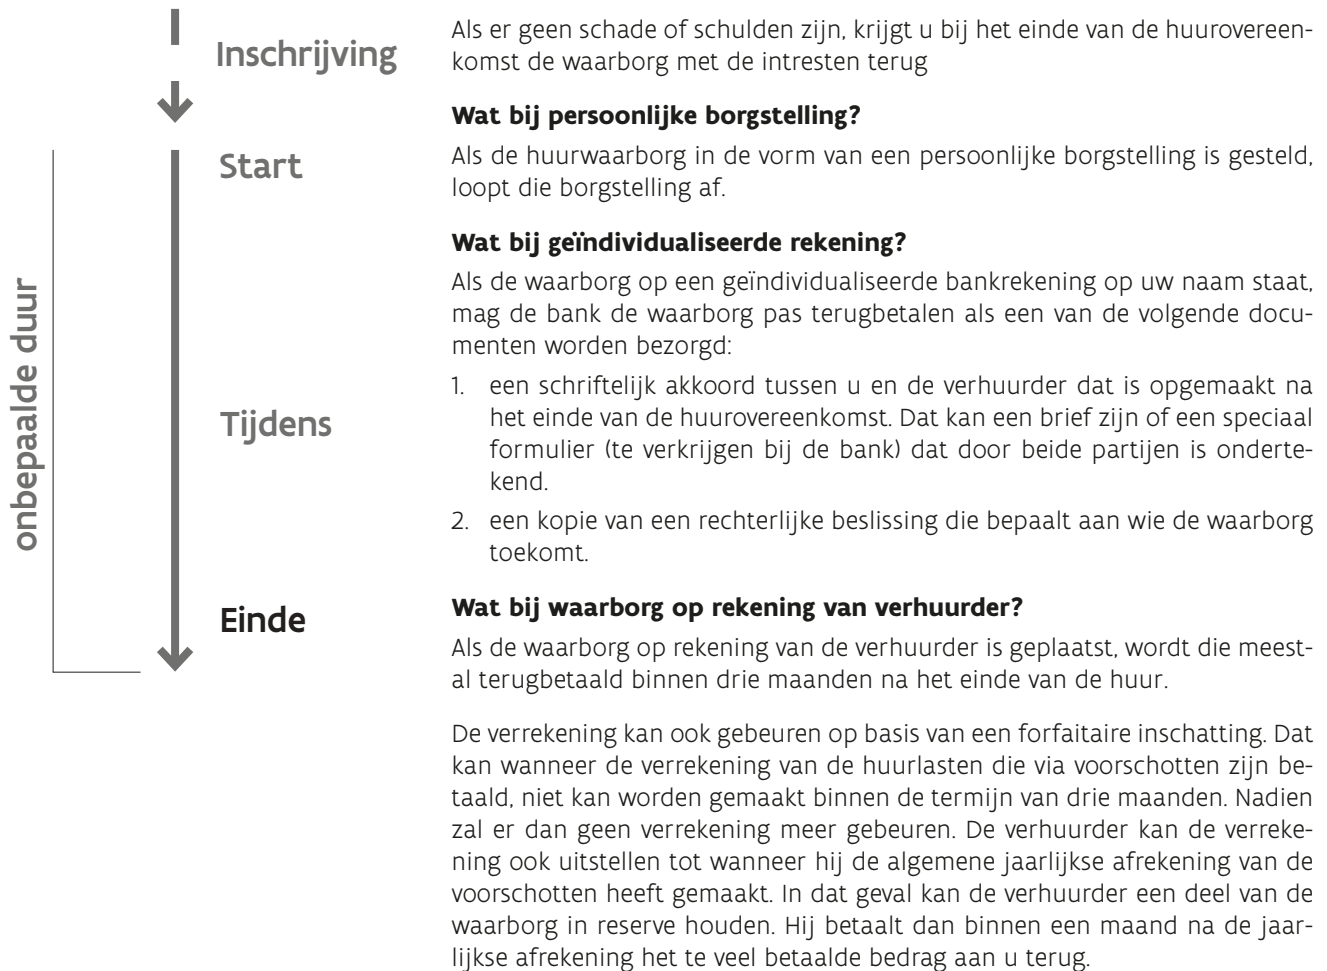 Inschrijving
Start
onbepaalde duur
Tijdens
Einde
Als er geen schade of schulden zijn, krijgt u bij het einde van de huurovereen-
komst de waarborg met de intresten terug
Wat bij persoonlijke borgstelling?
Als de huurwaarborg in de vorm van een persoonlijke borgstelling is gesteld,
loopt die borgstelling af.
Wat bij geïndividualiseerde rekening?
Als de waarborg op een geïndividualiseerde bankrekening op uw naam staat,
mag de bank de waarborg pas terugbetalen als een van de volgende docu-
menten worden bezorgd:
1. een schriftelijk akkoord tussen u en de verhuurder dat is opgemaakt na
het einde van de huurovereenkomst. Dat kan een brief zijn of een speciaal
formulier (te verkrijgen bij de bank) dat door beide partijen is onderte-
kend.
2. een kopie van een rechterlijke beslissing die bepaalt aan wie de waarborg
toekomt.
Wat bij waarborg op rekening van verhuurder?
Als de waarborg op rekening van de verhuurder is geplaatst, wordt die meest-
al terugbetaald binnen drie maanden na het einde van de huur.
De verrekening kan ook gebeuren op basis van een forfaitaire inschatting. Dat
kan wanneer de verrekening van de huurlasten die via voorschotten zijn be-
taald, niet kan worden gemaakt binnen de termijn van drie maanden. Nadien
zal er dan geen verrekening meer gebeuren. De verhuurder kan de verreke-
ning ook uitstellen tot wanneer hij de algemene jaarlijkse afrekening van de
voorschotten heeft gemaakt. In dat geval kan de verhuurder een deel van de
waarborg in reserve houden. Hij betaalt dan binnen een maand na de jaar-
lijkse afrekening het te veel betaalde bedrag aan u terug.